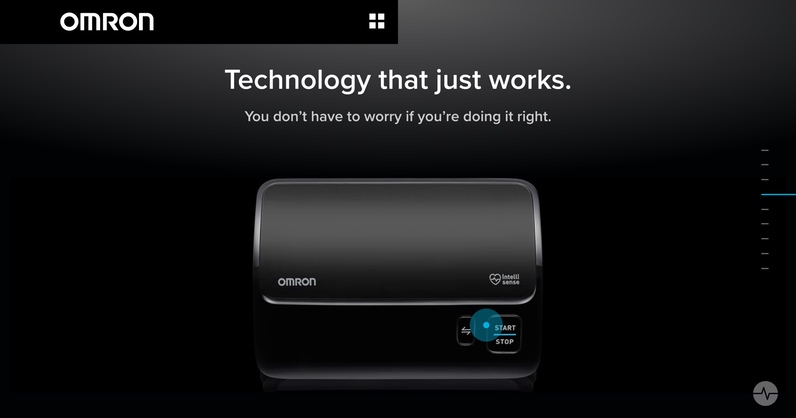 OMRON
Technology that just works.
You don't have to worry if you're doing it right.
OMRON
intelli
sense
START
STOP